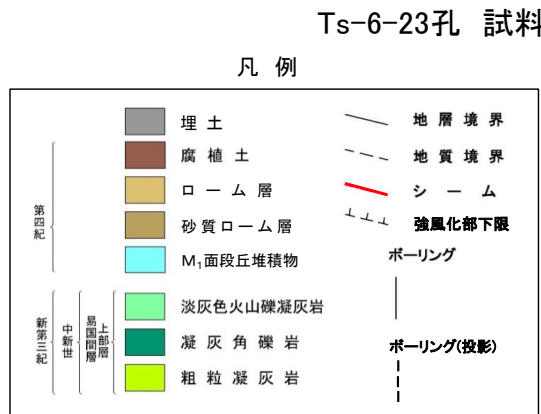 Ts-6-23孔 試料
凡 例
埋土
腐植土
ローム層
砂質ローム層
M₁面段丘堆積物
淡灰色火山礫凝灰岩
凝灰角礫岩
粗粒凝灰岩
第四紀
新第三紀
中新世
易国間層
上部層
地層境界
地質境界
シーム
強風化部下限
ボーリング
ボーリング(投影)